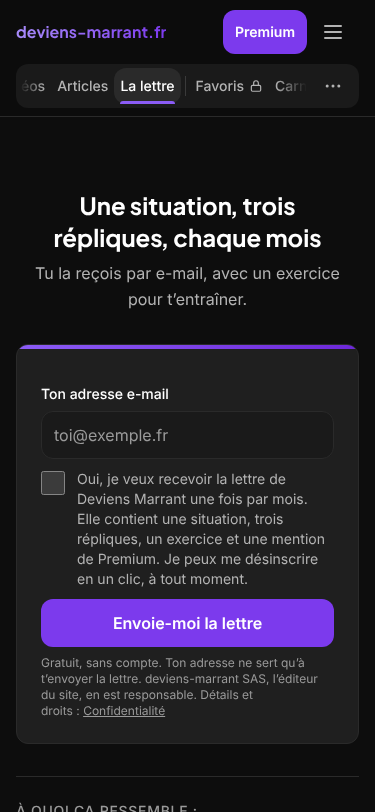 deviens-marrant.fr
Premium
Articles La lettre Favoris
Une situation, trois
répliques, chaque mois
Tu la reçois par e-mail, avec un exercice
pour t’entraîner.
Ton adresse e-mail
toi@exemple.fr
Oui, je veux recevoir la lettre de
Deviens Marrant une fois par mois.
Elle contient une situation, trois
répliques, un exercice et une mention
de Premium. Je peux me désinscrire
en un clic, à tout moment.
Envoie-moi la lettre
Gratuit, sans compte. Ton adresse ne sert qu’à
t’envoyer la lettre. deviens-marrant SAS, l’éditeur
du site, en est responsable. Détails et
droits : Confidentialité
À QUOI ÇA RESSEMBLE :